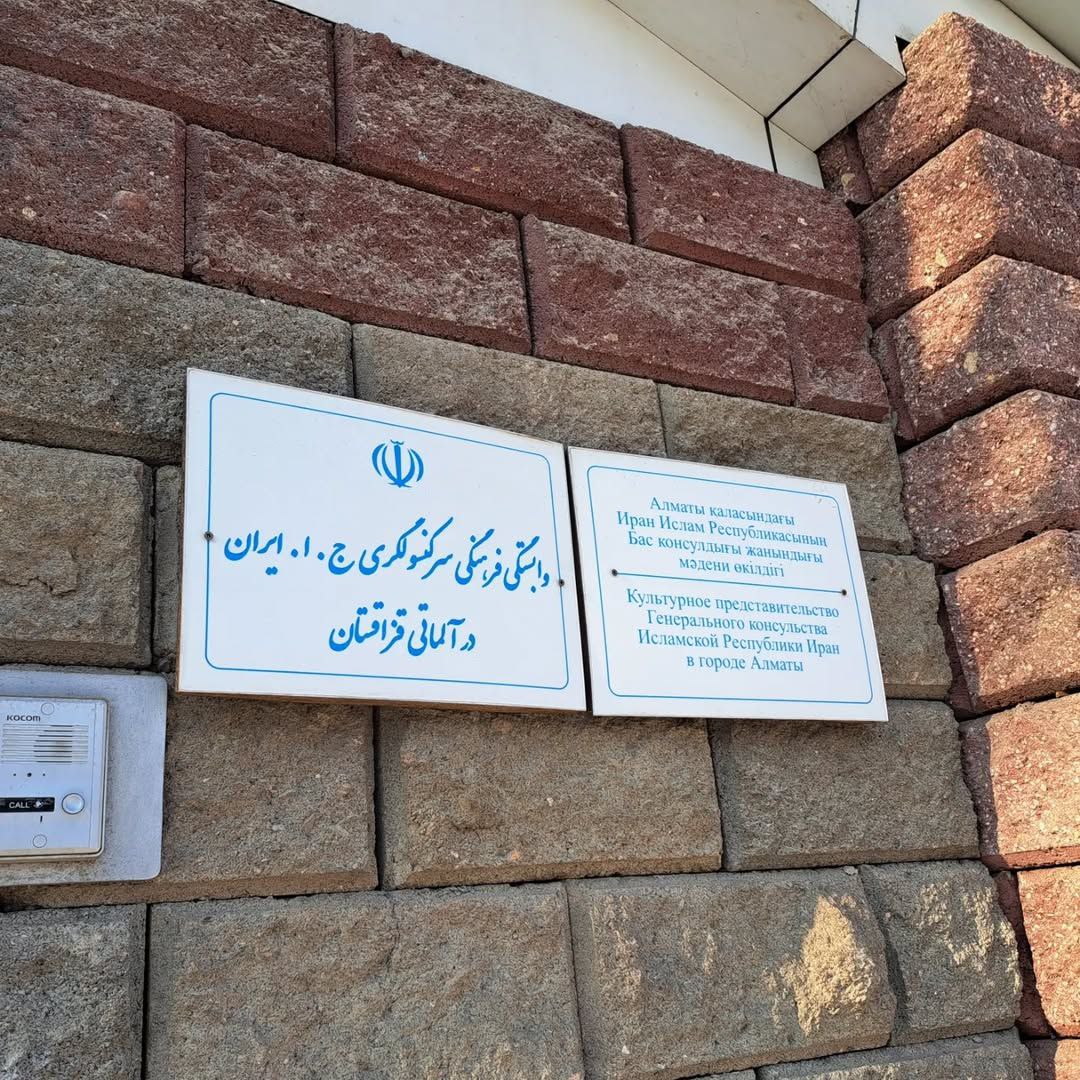 وابستگی فرهنگی سرکنسولگری ج.ا. ایران
در آلماتی قزاقستان
Алматы қаласындағы
Иран Ислам Республикасының
Бас консулдығы жанындағы
мәдени өкілдігі
Культурное представительство
Генерального консульства
Исламской Республики Иран
в городе Алматы
KOCOM
CALL